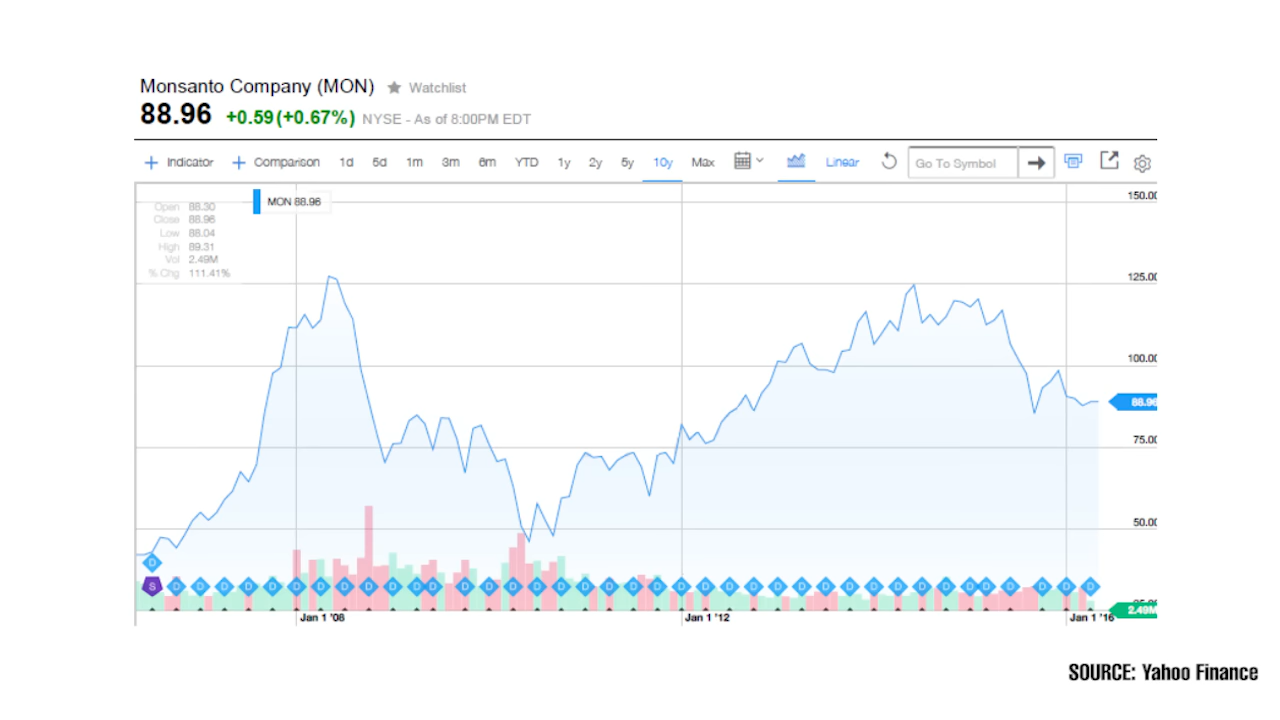 Monsanto Company (MON) ★ Watchlist
88.96 +0.59 (+0.67%) NYSE - As of 8:00PM EDT
+ Indicator + Comparison 1d 5d 1m 3m 6m YTD 1y 2y 5y 10y Max Linear Go To Symbol
150.00
MON 88.96
Open 88.30
Close 88.96
Low 88.04
High 89.31
Vol 2.49M
% Chg 111.41%
125.00
100.00
88.96
75.00
50.00
D
S D D D D D D D D D D D D D D D D D D D D D D D D D D D D D D D D D D D D D D D
2.49M
Jan 1 '08 Jan 1 '12 Jan 1 '16
SOURCE: Yahoo Finance